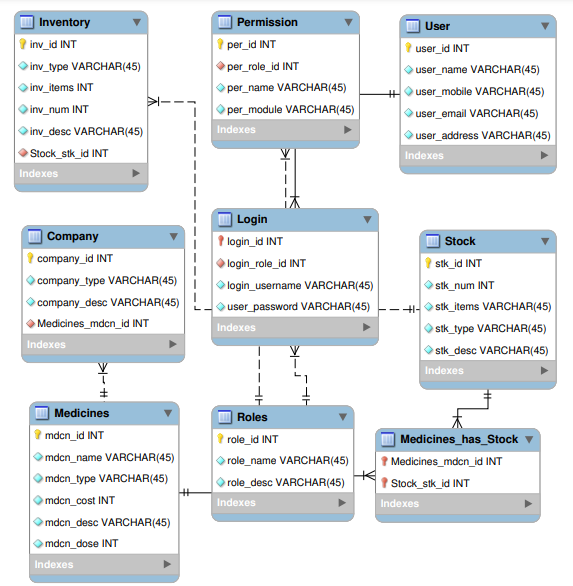 Inventory
inv_id INT
inv_type VARCHAR(45)
inv_items INT
inv_num INT
inv_desc VARCHAR(45)
Stock_stk_id INT
Indexes
Permission
per_id INT
per_role_id INT
per_name VARCHAR(45)
per_module VARCHAR(45)
Indexes
User
user_id INT
user_name VARCHAR(45)
user_mobile VARCHAR(45)
user_email VARCHAR(45)
user_address VARCHAR(45)
Indexes
Company
company_id INT
company_type VARCHAR(45)
company_desc VARCHAR(45)
Medicines_mdcn_id INT
Indexes
Login
login_id INT
login_role_id INT
login_username VARCHAR(45)
user_password VARCHAR(45)
Indexes
Stock
stk_id INT
stk_num INT
stk_items VARCHAR(45)
stk_type VARCHAR(45)
stk_desc VARCHAR(45)
Indexes
Medicines
mdcn_id INT
mdcn_name VARCHAR(45)
mdcn_type VARCHAR(45)
mdcn_cost INT
mdcn_desc VARCHAR(45)
mdcn_dose INT
Indexes
Roles
role_id INT
role_name VARCHAR(45)
role_desc VARCHAR(45)
Indexes
Medicines_has_Stock
Medicines_mdcn_id INT
Stock_stk_id INT
Indexes